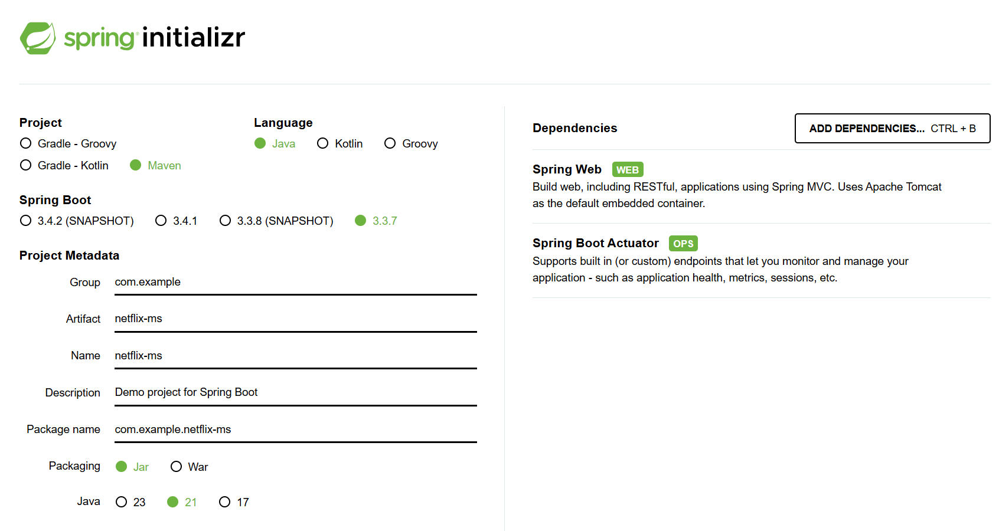 spring initializr
Project
Gradle - Groovy
Gradle - Kotlin Maven
Language
Java Kotlin Groovy
Spring Boot
3.4.2 (SNAPSHOT) 3.4.1 3.3.8 (SNAPSHOT) 3.3.7
Project Metadata
Group com.example
Artifact netflix-ms
Name netflix-ms
Description Demo project for Spring Boot
Package name com.example.netflix-ms
Packaging Jar War
Java 23 21 17
Dependencies ADD DEPENDENCIES... CTRL + B
Spring Web WEB
Build web, including RESTful, applications using Spring MVC. Uses Apache Tomcat
as the default embedded container.
Spring Boot Actuator OPS
Supports built in (or custom) endpoints that let you monitor and manage your
application - such as application health, metrics, sessions, etc.